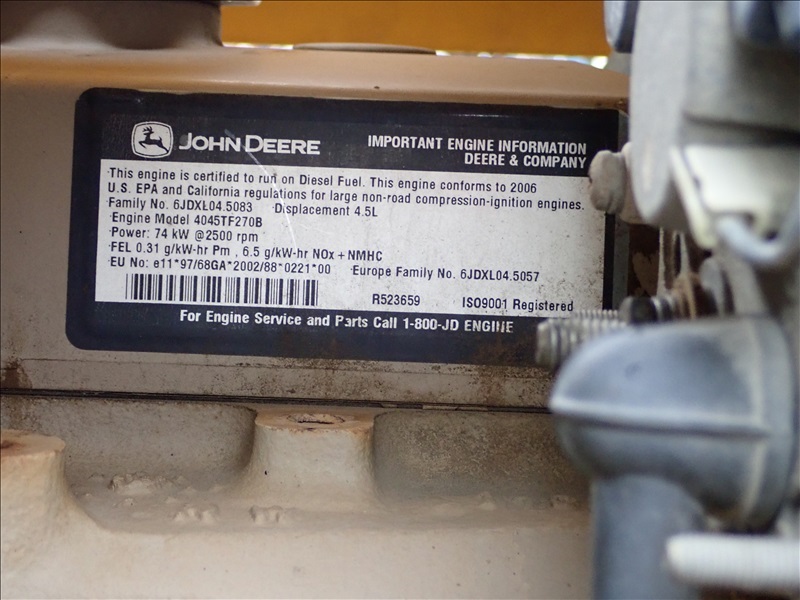 JOHN DEERE
IMPORTANT ENGINE INFORMATION
DEERE & COMPANY
This engine is certified to run on Diesel Fuel. This engine conforms to 2006
U.S. EPA and California regulations for large non-road compression-ignition engines.
Family No. 6JDXL04.5083 Displacement 4.5L
Engine Model 4045TF270B
Power: 74 kW @2500 rpm
FEL 0.31 g/kW-hr Pm , 6.5 g/kW-hr NOx + NMHC
EU No: e11*97/68GA*2002/88*0221*00 Europe Family No. 6JDXL04.5057
R523659 ISO9001 Registered
For Engine Service and Parts Call 1-800-JD ENGINE